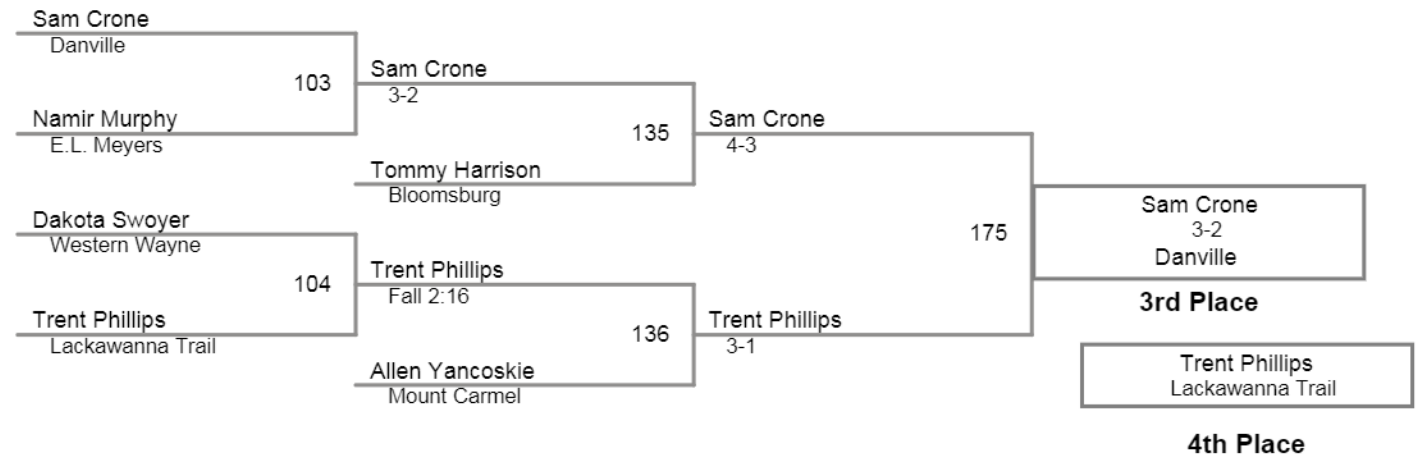 Sam Crone
Danville
103
Namir Murphy
E.L. Meyers
Dakota Swoyer
Western Wayne
104
Trent Phillips
Lackawanna Trail
Sam Crone
3-2
135
Tommy Harrison
Bloomsburg
Trent Phillips
Fall 2:16
136
Allen Yancoskie
Mount Carmel
Sam Crone
4-3
175
Trent Phillips
3-1
Sam Crone
3-2
Danville
3rd Place
Trent Phillips
Lackawanna Trail
4th Place